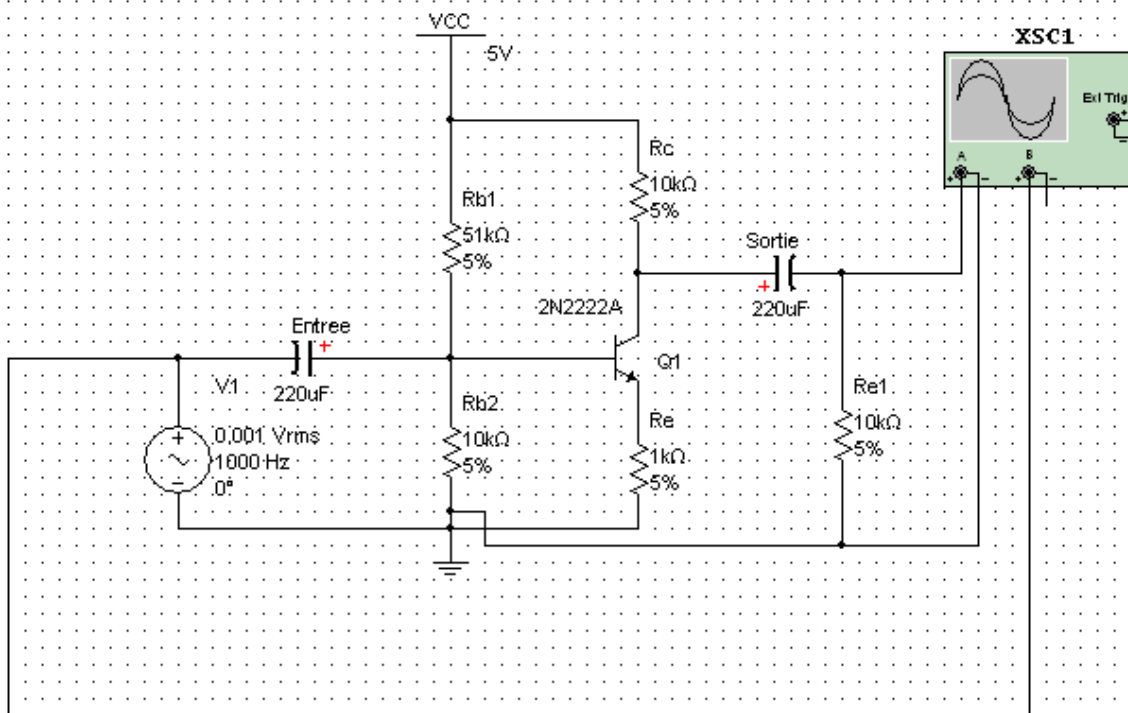 VCC
5V
XSC1
Ext Trig
+
A
B
+
-
+
-
Rc
10kΩ
5%
Rb1
51kΩ
5%
Sortie
+
220uF
2N2222A
Q1
Entree
+
220uF
V1
+
0.001 Vrms
1000 Hz
0°
-
Rb2
10kΩ
5%
Re
1kΩ
5%
Re1
10kΩ
5%